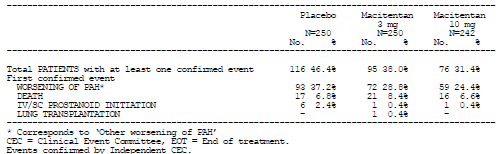 Placebo Macitentan Macitentan
3 mg 10 mg
N=250 N=250 N=242
No. % No. % No. %
Total PATIENTS with at least one confirmed event 116 46.4% 95 38.0% 76 31.4%
First confirmed event
WORSENING OF PAH* 93 37.2% 72 28.8% 59 24.4%
DEATH 17 6.8% 21 8.4% 16 6.6%
IV/SC PROSTANOID INITIATION 6 2.4% 1 0.4% 1 0.4%
LUNG TRANSPLANTATION - 1 0.4% -
* Corresponds to 'Other worsening of PAH'
CEC = Clinical Event Committee, EOT = End of treatment.
Events confirmed by Independent CEC.